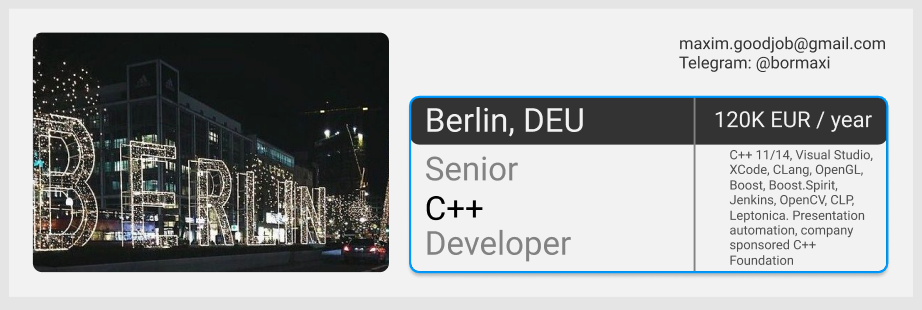 BERLIN
maxim.goodjob@gmail.com
Telegram: @bormaxi
Berlin, DEU
120K EUR / year
Senior
C++
Developer
C++ 11/14, Visual Studio,
XCode, CLang, OpenGL,
Boost, Boost.Spirit,
Jenkins, OpenCV, CLP,
Leptonica. Presentation
automation, company
sponsored C++
Foundation